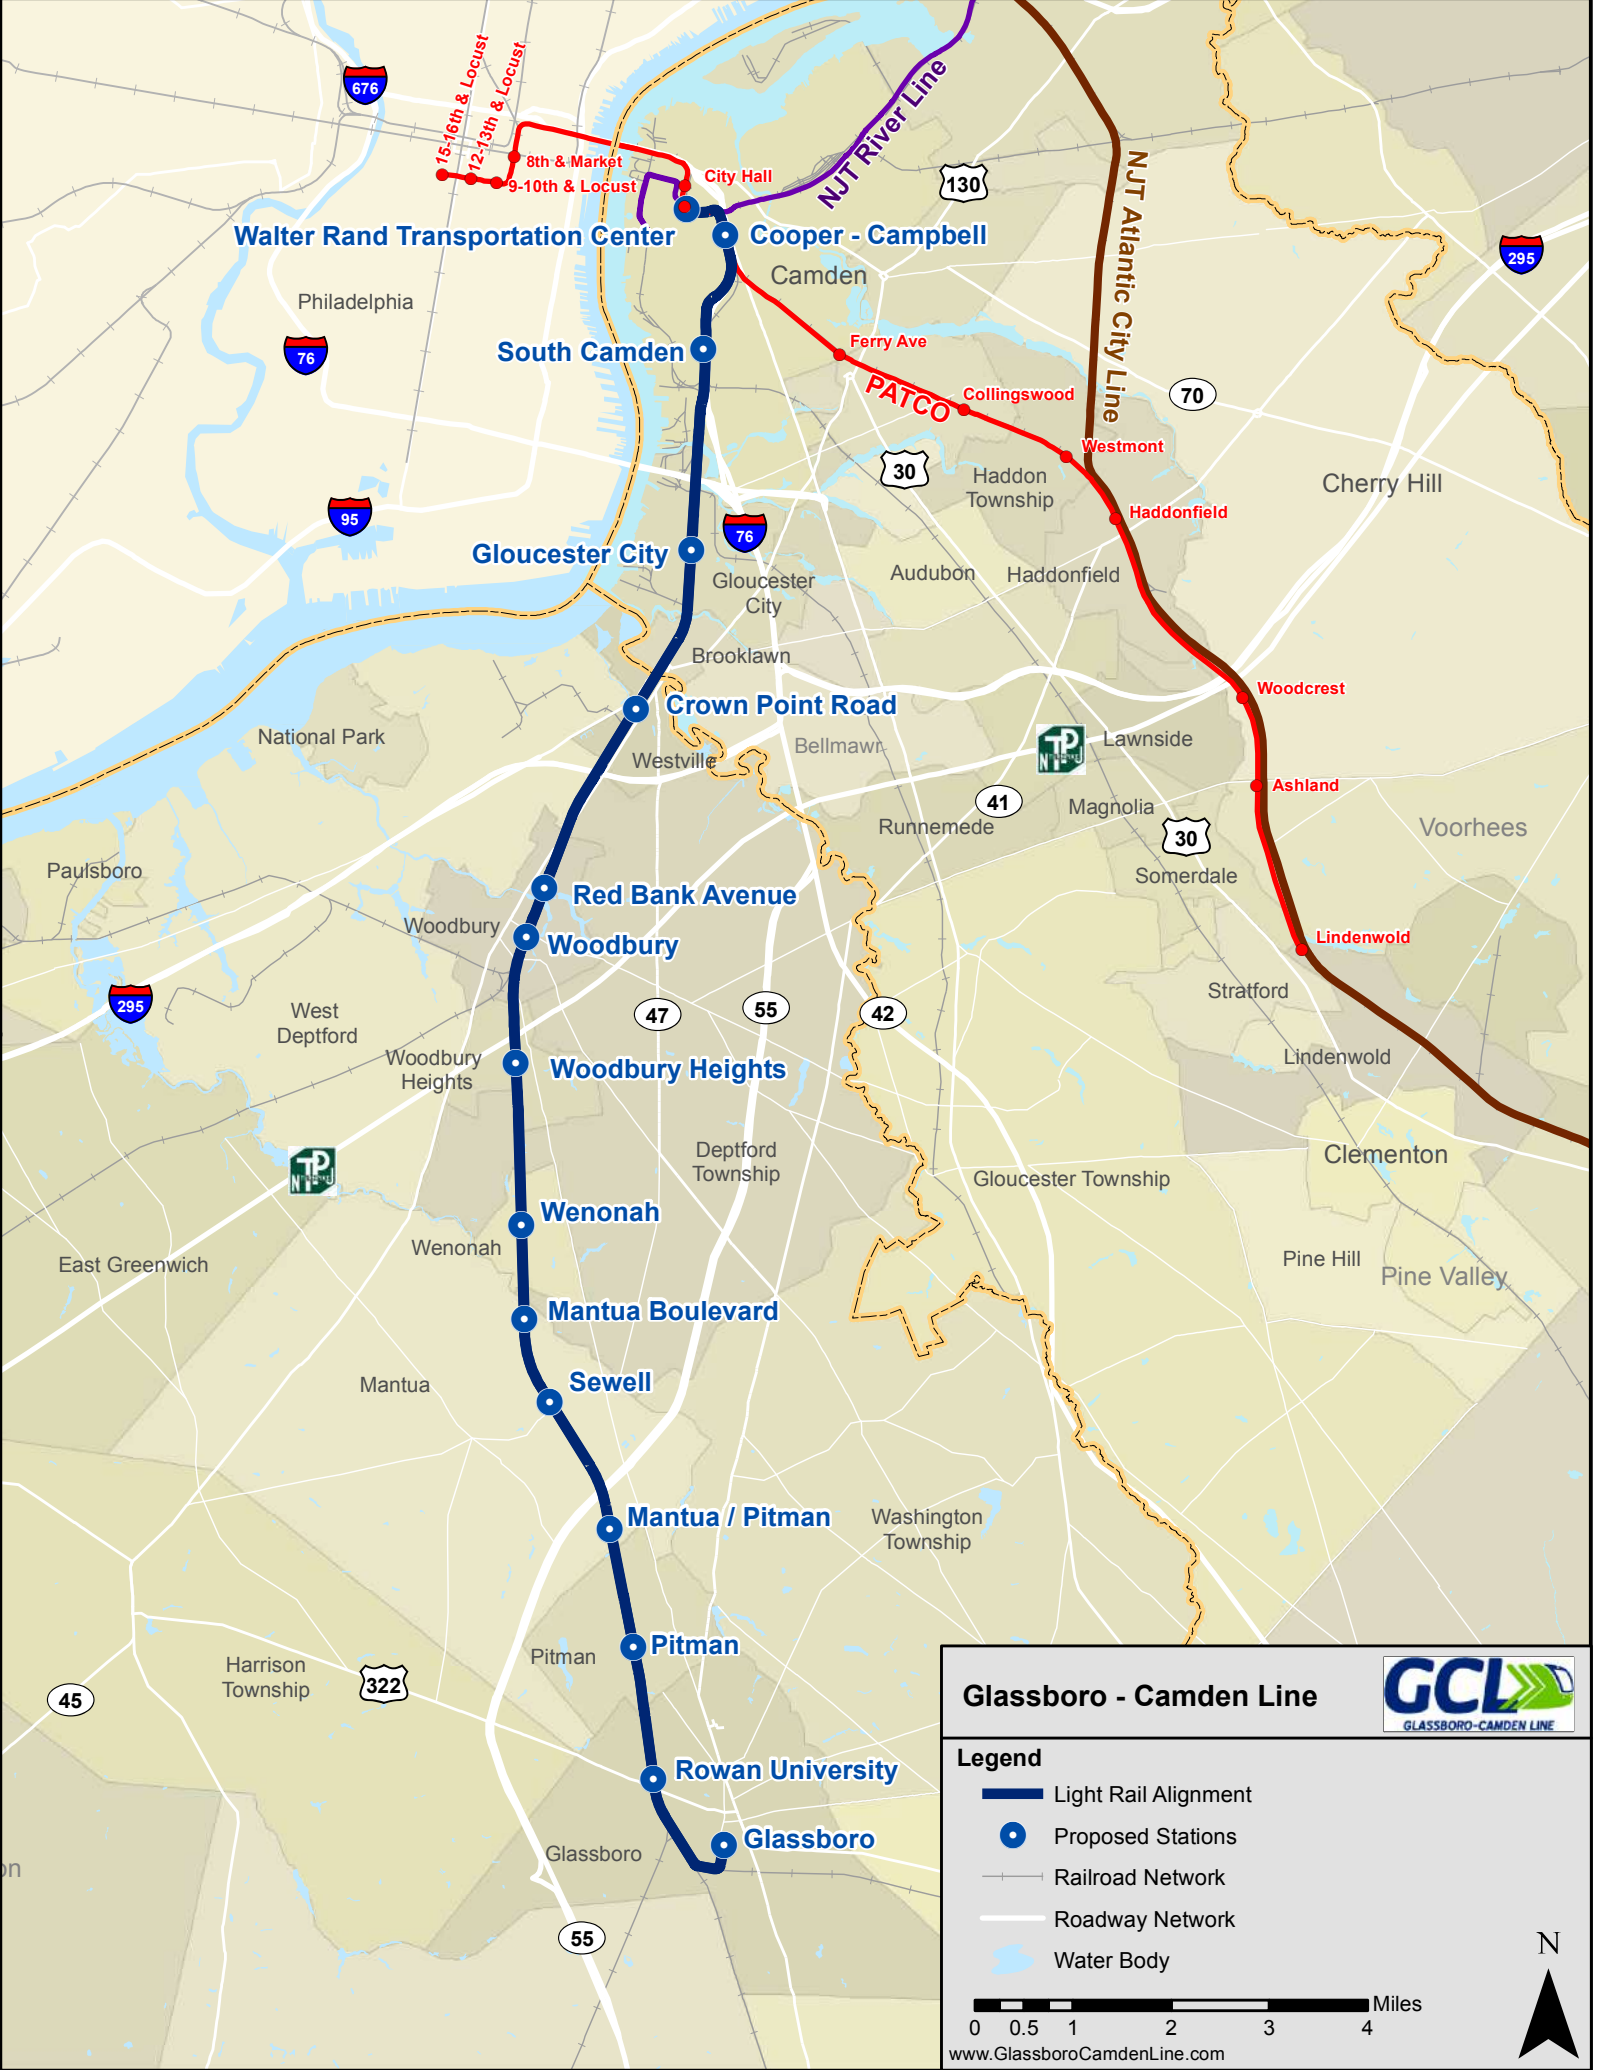 676
15-16th & Locust
12-13th & Locust
8th & Market
9-10th & Locust
City Hall
NJT River Line
130
NJT Atlantic City Line
Walter Rand Transportation Center
Cooper - Campbell
Camden
295
Philadelphia
76
South Camden
Ferry Ave
PATCO
Collingswood
70
Westmont
30
Haddon
Township
Cherry Hill
95
76
Haddonfield
Gloucester City
Gloucester
City
Audubon
Haddonfield
Brooklawn
Woodcrest
Crown Point Road
National Park
Westville
Bellmawr
NJTP
Lawnside
Ashland
41
Magnolia
Runnemede
30
Voorhees
Paulsboro
Somerdale
Red Bank Avenue
Woodbury
Woodbury
Lindenwold
295
West
Deptford
47
55
42
Stratford
Woodbury
Heights
Woodbury Heights
Lindenwold
NJTP
Deptford
Township
Gloucester Township
Clementon
Wenonah
Wenonah
East Greenwich
Pine Hill
Pine Valley
Mantua Boulevard
Mantua
Sewell
Mantua / Pitman
Washington
Township
Pitman
Pitman
Harrison
Township
322
45
Rowan University
Glassboro
Glassboro
on
55
Glassboro - Camden Line
GCL
GLASSBORO-CAMDEN LINE
Legend
Light Rail Alignment
Proposed Stations
Railroad Network
Roadway Network
Water Body
N
Miles
0 0.5 1 2 3 4
www.GlassboroCamdenLine.com